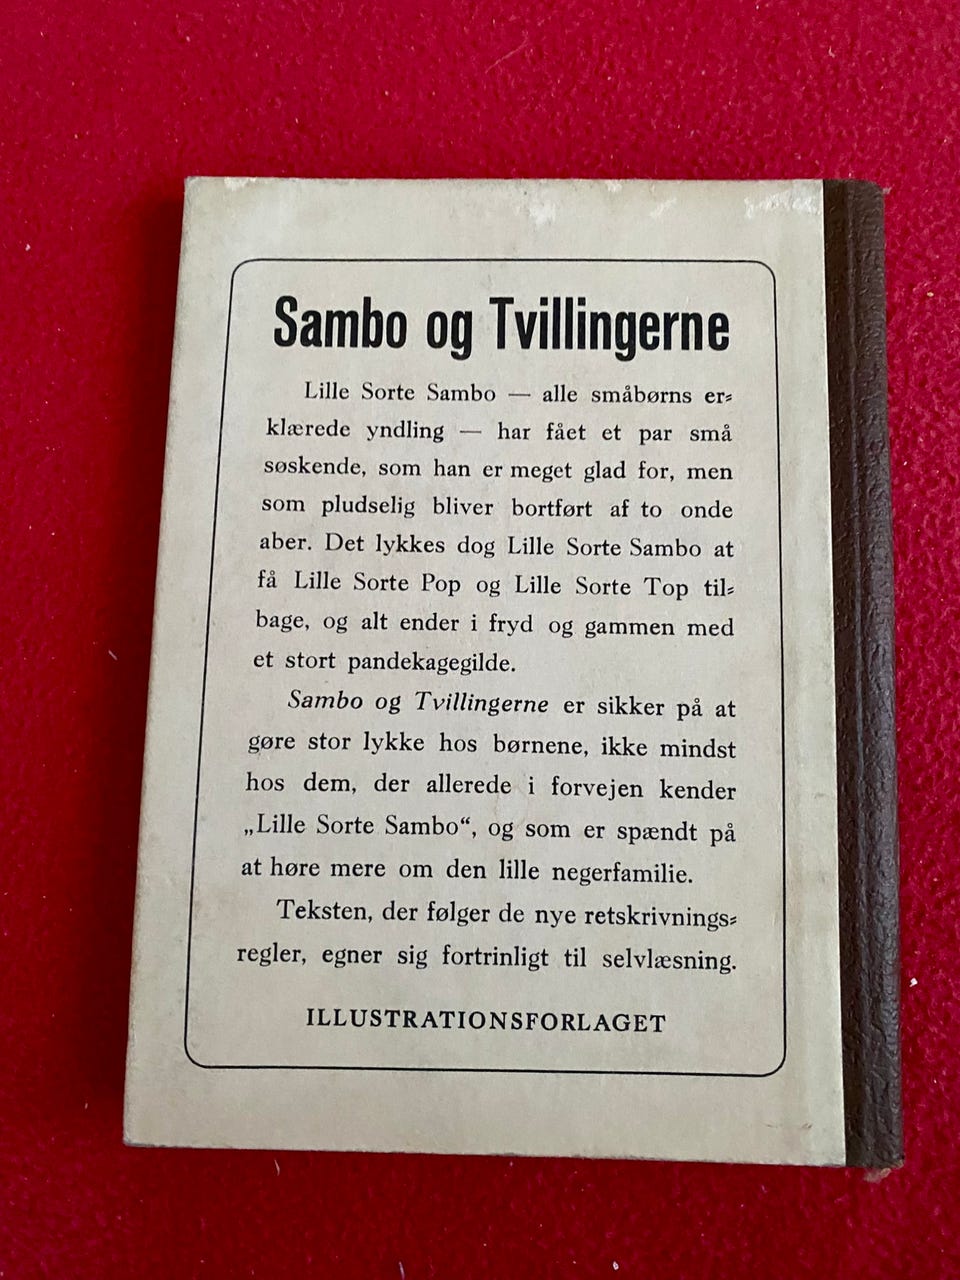 Sambo og Tvillingerne
Lille Sorte Sambo — alle småbørns er⸗
klærede yndling — har fået et par små
søskende, som han er meget glad for, men
som pludselig bliver bortført af to onde
aber. Det lykkes dog Lille Sorte Sambo at
få Lille Sorte Pop og Lille Sorte Top til⸗
bage, og alt ender i fryd og gammen med
et stort pandekagegilde.
Sambo og Tvillingerne er sikker på at
gøre stor lykke hos børnene, ikke mindst
hos dem, der allerede i forvejen kender
„Lille Sorte Sambo“, og som er spændt på
at høre mere om den lille negerfamilie.
Teksten, der følger de nye retskrivnings⸗
regler, egner sig fortrinligt til selvlæsning.
ILLUSTRATIONSFORLAGET